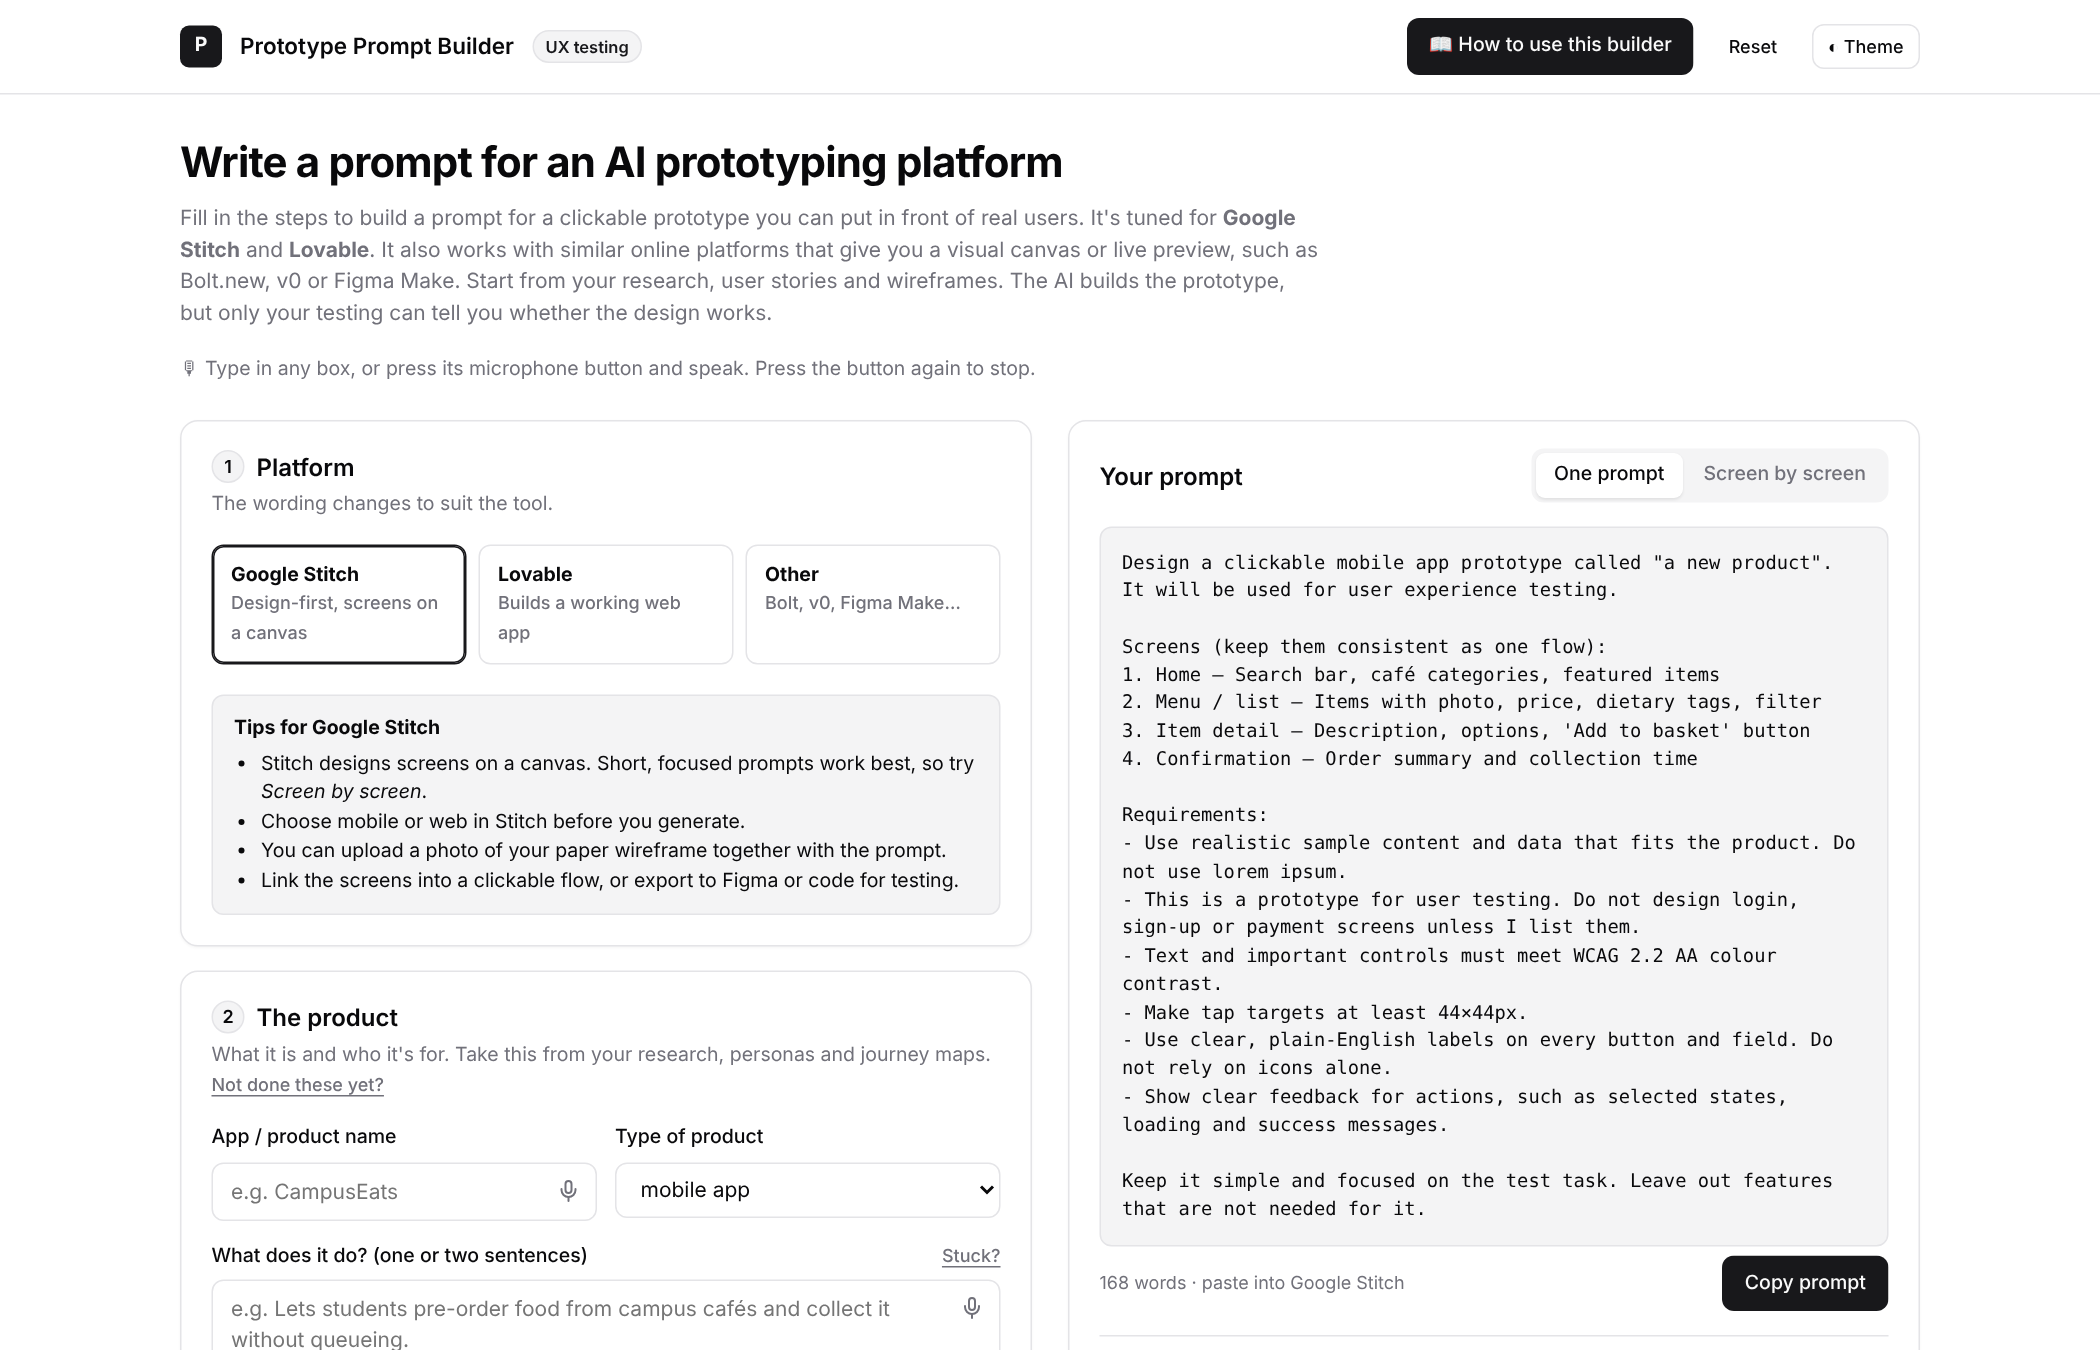 P
Prototype Prompt Builder
UX testing
📖 How to use this builder
Reset
Theme
Write a prompt for an AI prototyping platform
Fill in the steps to build a prompt for a clickable prototype you can put in front of real users. It's tuned for Google
Stitch and Lovable. It also works with similar online platforms that give you a visual canvas or live preview, such as
Bolt.new, v0 or Figma Make. Start from your research, user stories and wireframes. The AI builds the prototype,
but only your testing can tell you whether the design works.
🎙 Type in any box, or press its microphone button and speak. Press the button again to stop.
1 Platform
The wording changes to suit the tool.
Google Stitch
Design-first, screens on
a canvas
Lovable
Builds a working web
app
Other
Bolt, v0, Figma Make...
Tips for Google Stitch
• Stitch designs screens on a canvas. Short, focused prompts work best, so try
Screen by screen.
• Choose mobile or web in Stitch before you generate.
• You can upload a photo of your paper wireframe together with the prompt.
• Link the screens into a clickable flow, or export to Figma or code for testing.
2 The product
What it is and who it's for. Take this from your research, personas and journey maps.
Not done these yet?
App / product name
e.g. CampusEats
Type of product
mobile app
What does it do? (one or two sentences)
Stuck?
e.g. Lets students pre-order food from campus cafés and collect it
without queueing.
Your prompt
One prompt
Screen by screen
Design a clickable mobile app prototype called "a new product".
It will be used for user experience testing.
Screens (keep them consistent as one flow):
1. Home — Search bar, café categories, featured items
2. Menu / list — Items with photo, price, dietary tags, filter
3. Item detail — Description, options, 'Add to basket' button
4. Confirmation — Order summary and collection time
Requirements:
- Use realistic sample content and data that fits the product. Do
not use lorem ipsum.
- This is a prototype for user testing. Do not design login,
sign-up or payment screens unless I list them.
- Text and important controls must meet WCAG 2.2 AA colour
contrast.
- Make tap targets at least 44×44px.
- Use clear, plain-English labels on every button and field. Do
not rely on icons alone.
- Show clear feedback for actions, such as selected states,
loading and success messages.
Keep it simple and focused on the test task. Leave out features
that are not needed for it.
168 words · paste into Google Stitch
Copy prompt